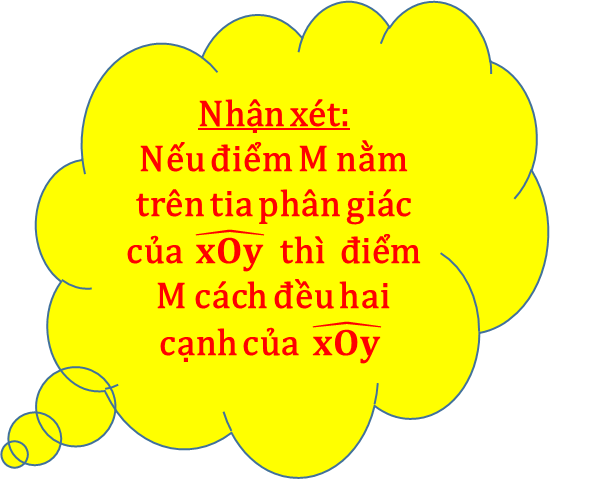 Nhận xét:
Nếu điểm M nằm
trên tia phân giác
của xOy thì điểm
M cách đều hai
cạnh của xOy